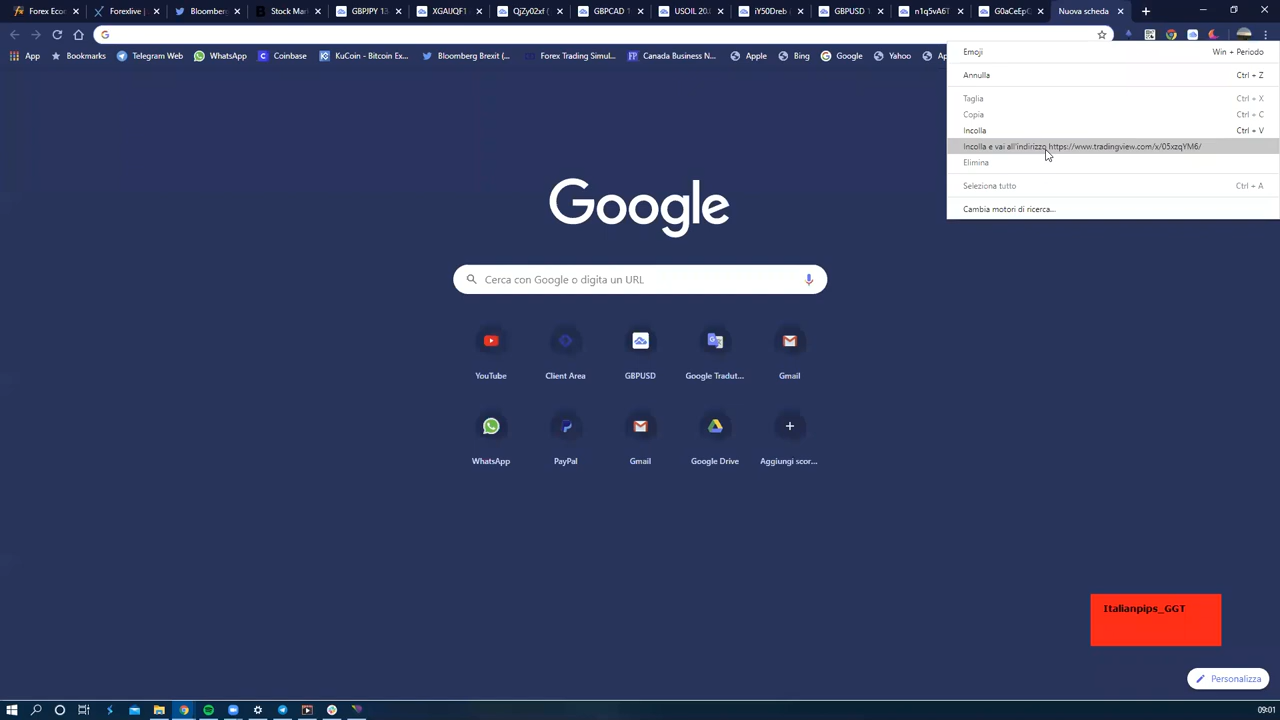 Forex Eco
Forexlive
Bloomber
Stock Mar
GBPJPY 13
XGAIJQF1
QjZy02xf
GBPCAD
USOIL 20.
iY50Dreb
GBPUSD
n1q5vA6T
G0aCeEpC
Nuova scheda
App
Bookmarks
Telegram Web
WhatsApp
Coinbase
KuCoin - Bitcoin Ex...
Bloomberg Brexit (...
Forex Trading Simul...
Canada Business N...
Apple
Bing
Google
Yahoo
Ap
Emoji Win + Periodo
Annulla Ctrl + Z
Taglia Ctrl + X
Copia Ctrl + C
Incolla Ctrl + V
Incolla e vai all'indirizzo https://www.tradingview.com/x/05xzqYM6/
Elimina
Seleziona tutto Ctrl + A
Cambia motori di ricerca...
Google
Cerca con Google o digita un URL
YouTube
Client Area
GBPUSD
Google Tradut...
Gmail
WhatsApp
PayPal
Gmail
Google Drive
Aggiungi scor...
Italianpips_GGT
Personalizza
09:01